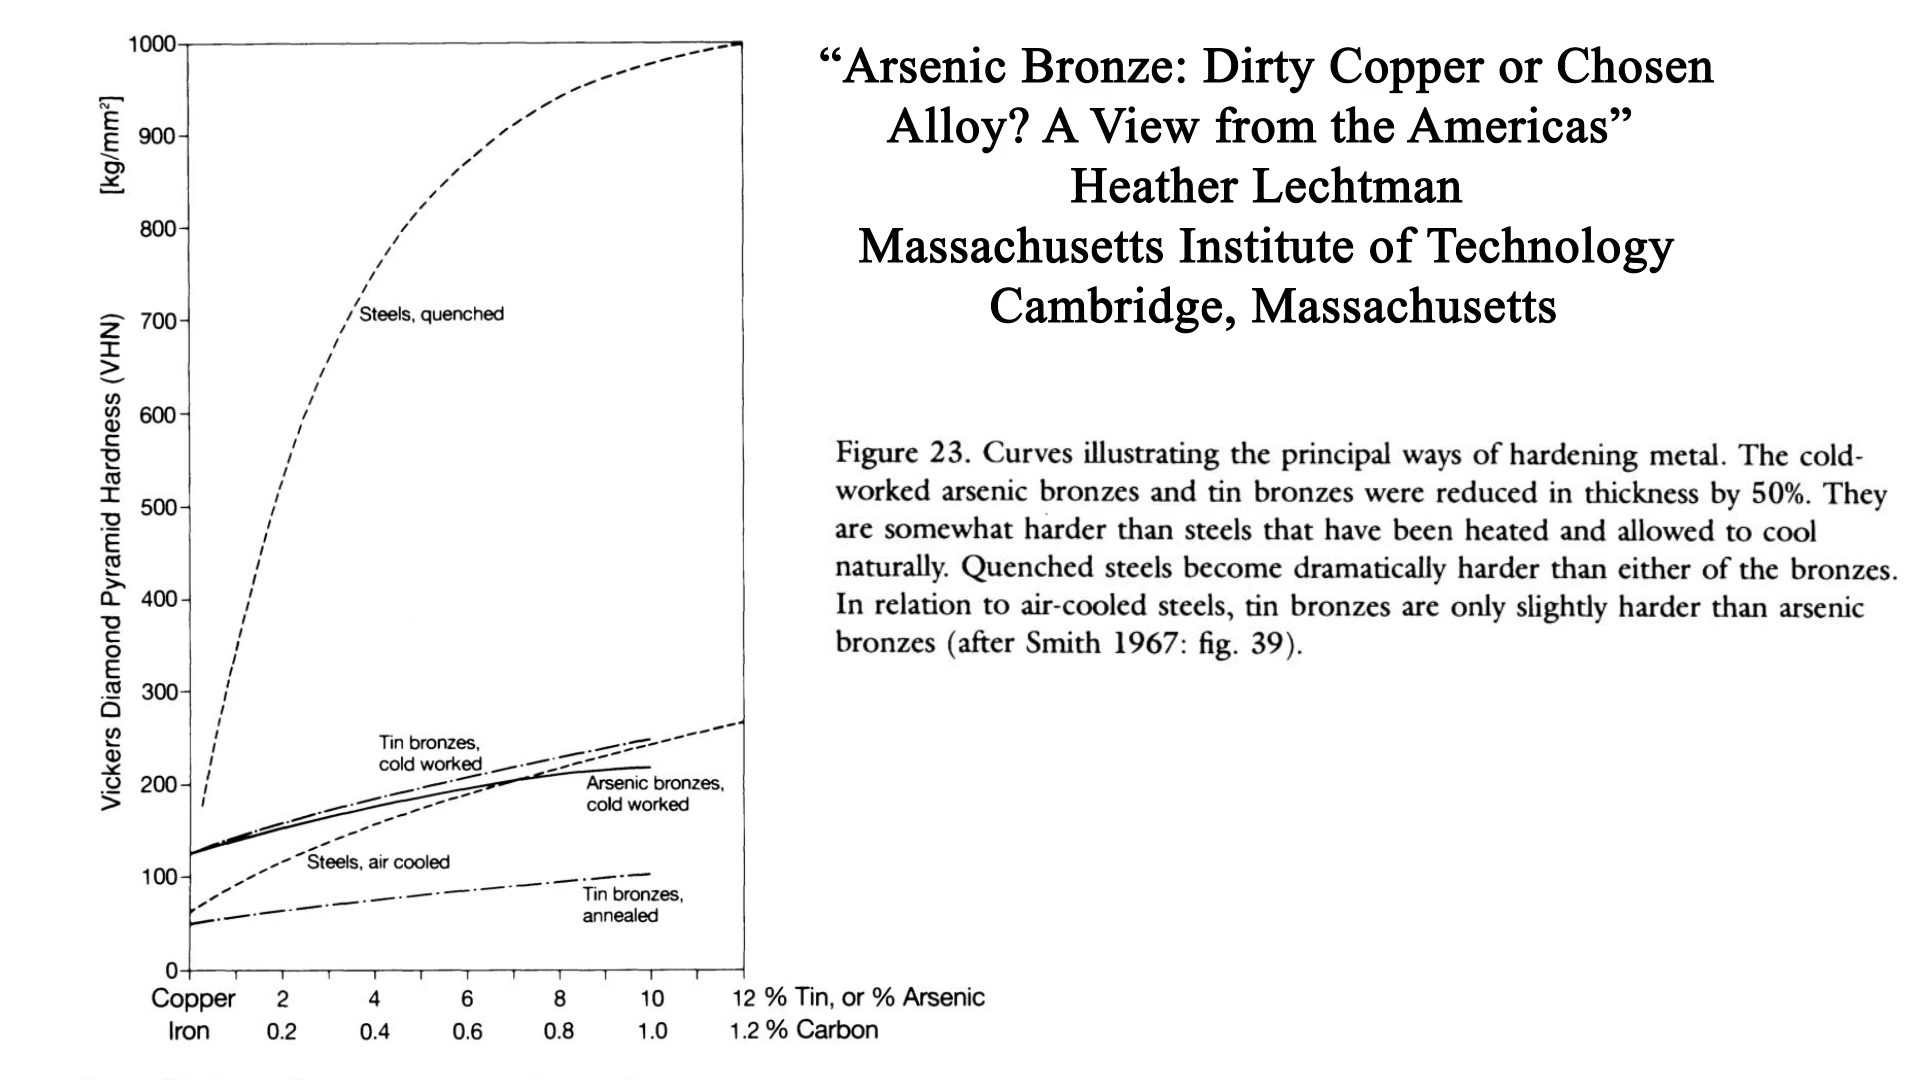 “Arsenic Bronze: Dirty Copper or Chosen
Alloy? A View from the Americas”
Heather Lechtman
Massachusetts Institute of Technology
Cambridge, Massachusetts
Figure 23. Curves illustrating the principal ways of hardening metal. The cold-
worked arsenic bronzes and tin bronzes were reduced in thickness by 50%. They
are somewhat harder than steels that have been heated and allowed to cool
naturally. Quenched steels become dramatically harder than either of the bronzes.
In relation to air-cooled steels, tin bronzes are only slightly harder than arsenic
bronzes (after Smith 1967: fig. 39).
Vickers Diamond Pyramid Hardness (VHN) [kg/mm²]
1000
900
800
700
600
500
400
300
200
100
0
Steels, quenched
Tin bronzes,
cold worked
Arsenic bronzes,
cold worked
Steels, air cooled
Tin bronzes,
annealed
Copper 2 4 6 8 10 12 % Tin, or % Arsenic
Iron 0.2 0.4 0.6 0.8 1.0 1.2 % Carbon